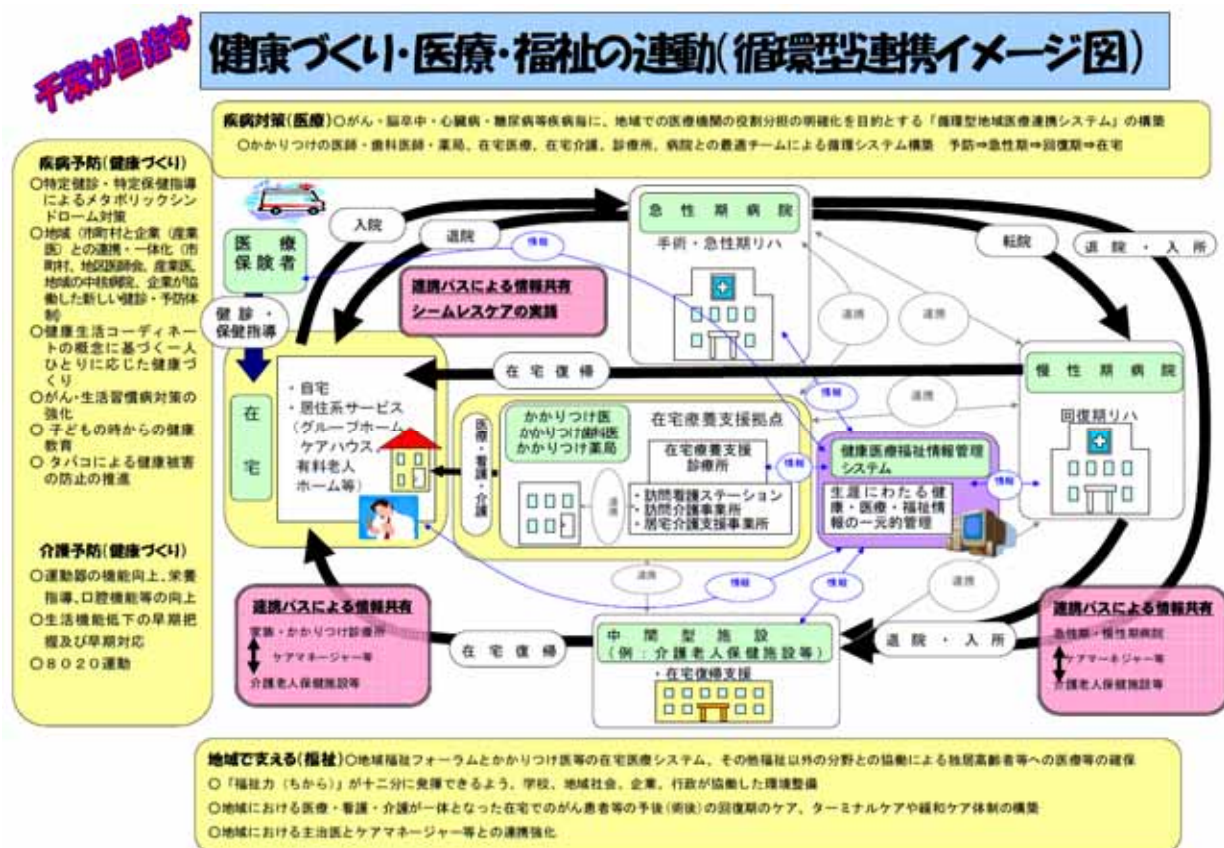 千葉が目指す
健康づくり・医療・福祉の連動(循環型連携イメージ図)
疾病対策(医療)○がん・脳卒中・心臓病・糖尿病等疾病毎に、地域での医療機関の役割分担の明確化を目的とする「循環型地域医療連携システム」の構築
○かかりつけの医師・歯科医師・薬局、在宅医療、在宅介護、診療所、病院との最適チームによる循環システム構築　予防⇒急性期⇒回復期⇒在宅
疾病予防(健康づくり)
○特定健診・特定保健指導
によるメタボリックシン
ドローム対策
○地域（市町村と企業（産業
医）との連携・一体化（市
町村、地区医師会、産業医、
地域の中核病院、企業が協
働した新しい健診・予防体
制)
○健康生活コーディネー
トの概念に基づく一人
ひとりに応じた健康づ
くり
○がん・生活習慣病対策の
強化
○ 子どもの時からの健康
教育
○ タバコによる健康被害
の防止の推進
介護予防(健康づくり)
○運動器の機能向上、栄養
指導、口腔機能等の向上
○生活機能低下の早期把
握及び早期対応
○８０２０運動
医療
保険者
健診・
保健指導
入院
退院
情報
急性期病院
手術・急性期リハ
転院
退院・入所
連携パスによる情報共有
シームレスケアの実践
連携
連携
在宅復帰
慢性期病院
回復期リハ
在
宅
・自宅
・居住系サービス
（グループホーム、
ケアハウス、
有料老人
ホーム等）
医療・看護・介護
かかりつけ医
かかりつけ歯科医
かかりつけ薬局
在宅療養支援拠点
在宅療養支援
診療所
連携
・訪問看護ステーション
・訪問介護事業所
・居宅介護支援事業所
連携
情報
情報
健康医療福祉情報管理
システム
生涯にわたる健
康・医療・福祉情
報の一元的管理
情報
連携
情報
情報
連携
連携パスによる情報共有
家族・かかりつけ診療所
ケアマネージャー等
介護老人保健施設等
在宅復帰
中間型施設
（例：介護老人保健施設等）
・在宅復帰支援
退院・入所
連携パスによる情報共有
急性期・慢性期病院
ケアマーネジャー等
介護老人保健施設等
地域で支える(福祉)○地域福祉フォーラムとかかりつけ医等の在宅医療システム、その他福祉以外の分野との協働による独居高齢者等への医療等の確保
○「福祉力（ちから）」が十二分に発揮できるよう、学校、地域社会、企業、行政が協働した環境整備
○地域における医療・看護・介護が一体となった在宅でのがん患者等の予後(術後)の回復期のケア、ターミナルケアや緩和ケア体制の構築
○地域における主治医とケアマネージャー等との連携強化